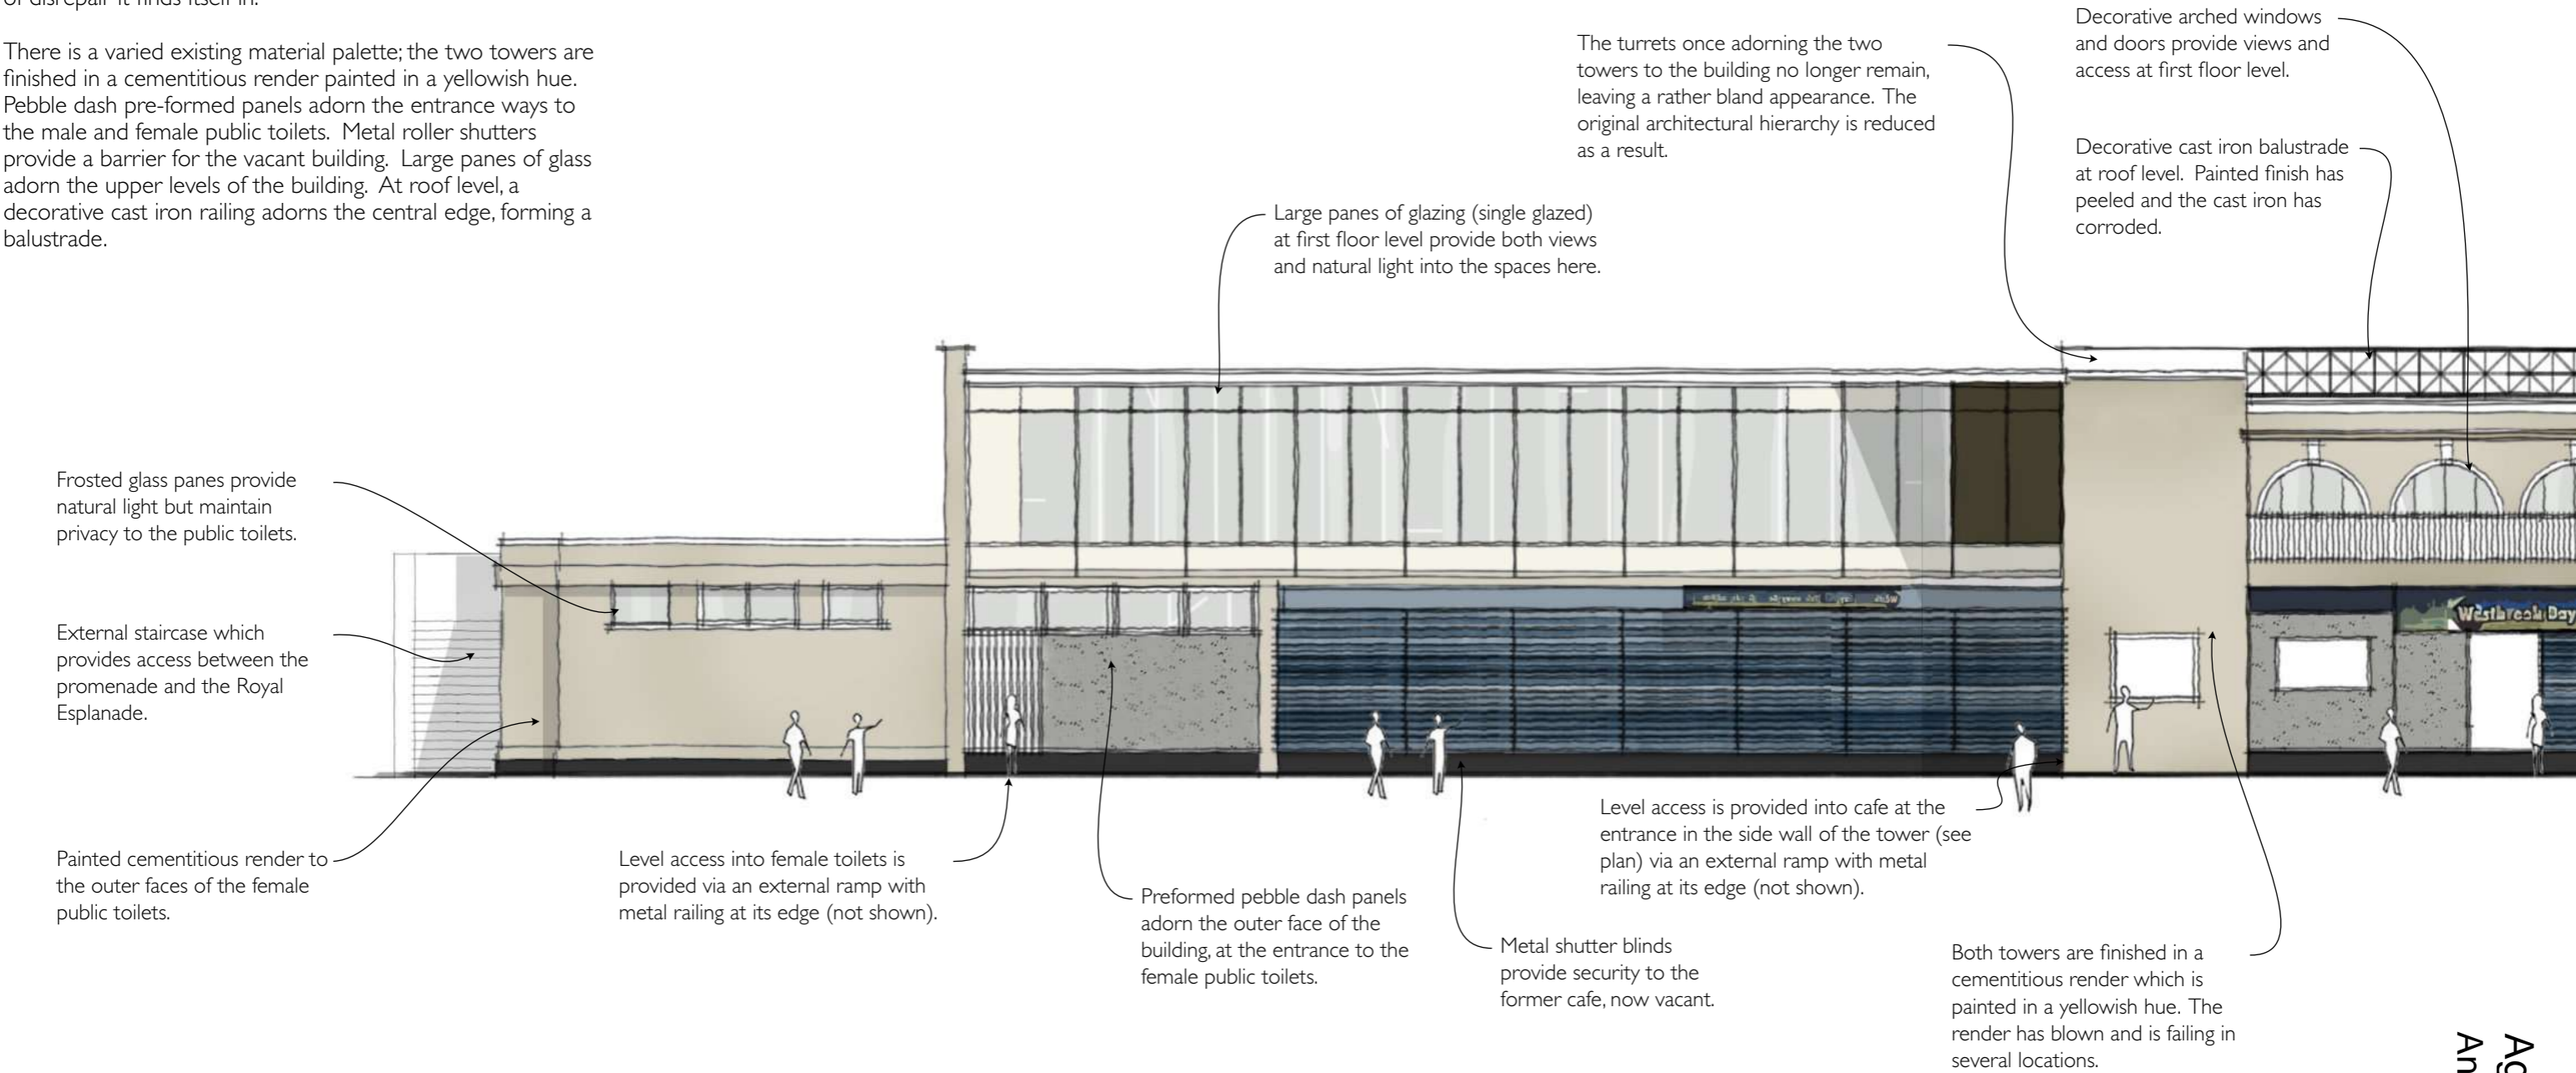 of disrepair it finds itself in.
There is a varied existing material palette; the two towers are
finished in a cementitious render painted in a yellowish hue.
Pebble dash pre-formed panels adorn the entrance ways to
the male and female public toilets.  Metal roller shutters
provide a barrier for the vacant building.  Large panes of glass
adorn the upper levels of the building.  At roof level, a
decorative cast iron railing adorns the central edge, forming a
balustrade.
Large panes of glazing (single glazed)
at first floor level provide both views
and natural light into the spaces here.
The turrets once adorning the two
towers to the building no longer remain,
leaving a rather bland appearance.  The
original architectural hierarchy is reduced
as a result.
Decorative arched windows
and doors provide views and
access at first floor level.
Decorative cast iron balustrade
at roof level.  Painted finish has
peeled and the cast iron has
corroded.
Frosted glass panes provide
natural light but maintain
privacy to the public toilets.
External staircase which
provides access between the
promenade and the Royal
Esplanade.
Painted cementitious render to
the outer faces of the female
public toilets.
Westbrook Bay
Level access into female toilets is
provided via an external ramp with
metal railing at its edge (not shown).
Preformed pebble dash panels
adorn the outer face of the
building, at the entrance to the
female public toilets.
Metal shutter blinds
provide security to the
former cafe, now vacant.
Level access is provided into cafe at the
entrance in the side wall of the tower (see
plan) via an external ramp with metal
railing at its edge (not shown).
Both towers are finished in a
cementitious render which is
painted in a yellowish hue.  The
render has blown and is failing in
several locations.
An